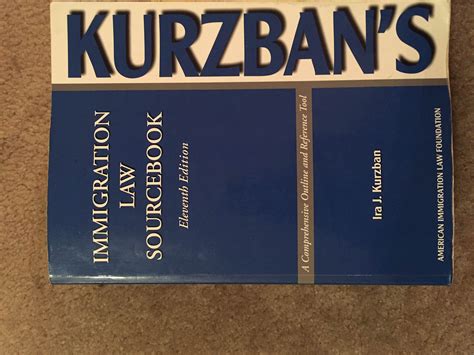 KURZBAN'S
IMMIGRATION
LAW
SOURCEBOOK
Eleventh Edition
A Comprehensive Outline and Reference Tool
Ira J. Kurzban
AMERICAN IMMIGRATION LAW FOUNDATION